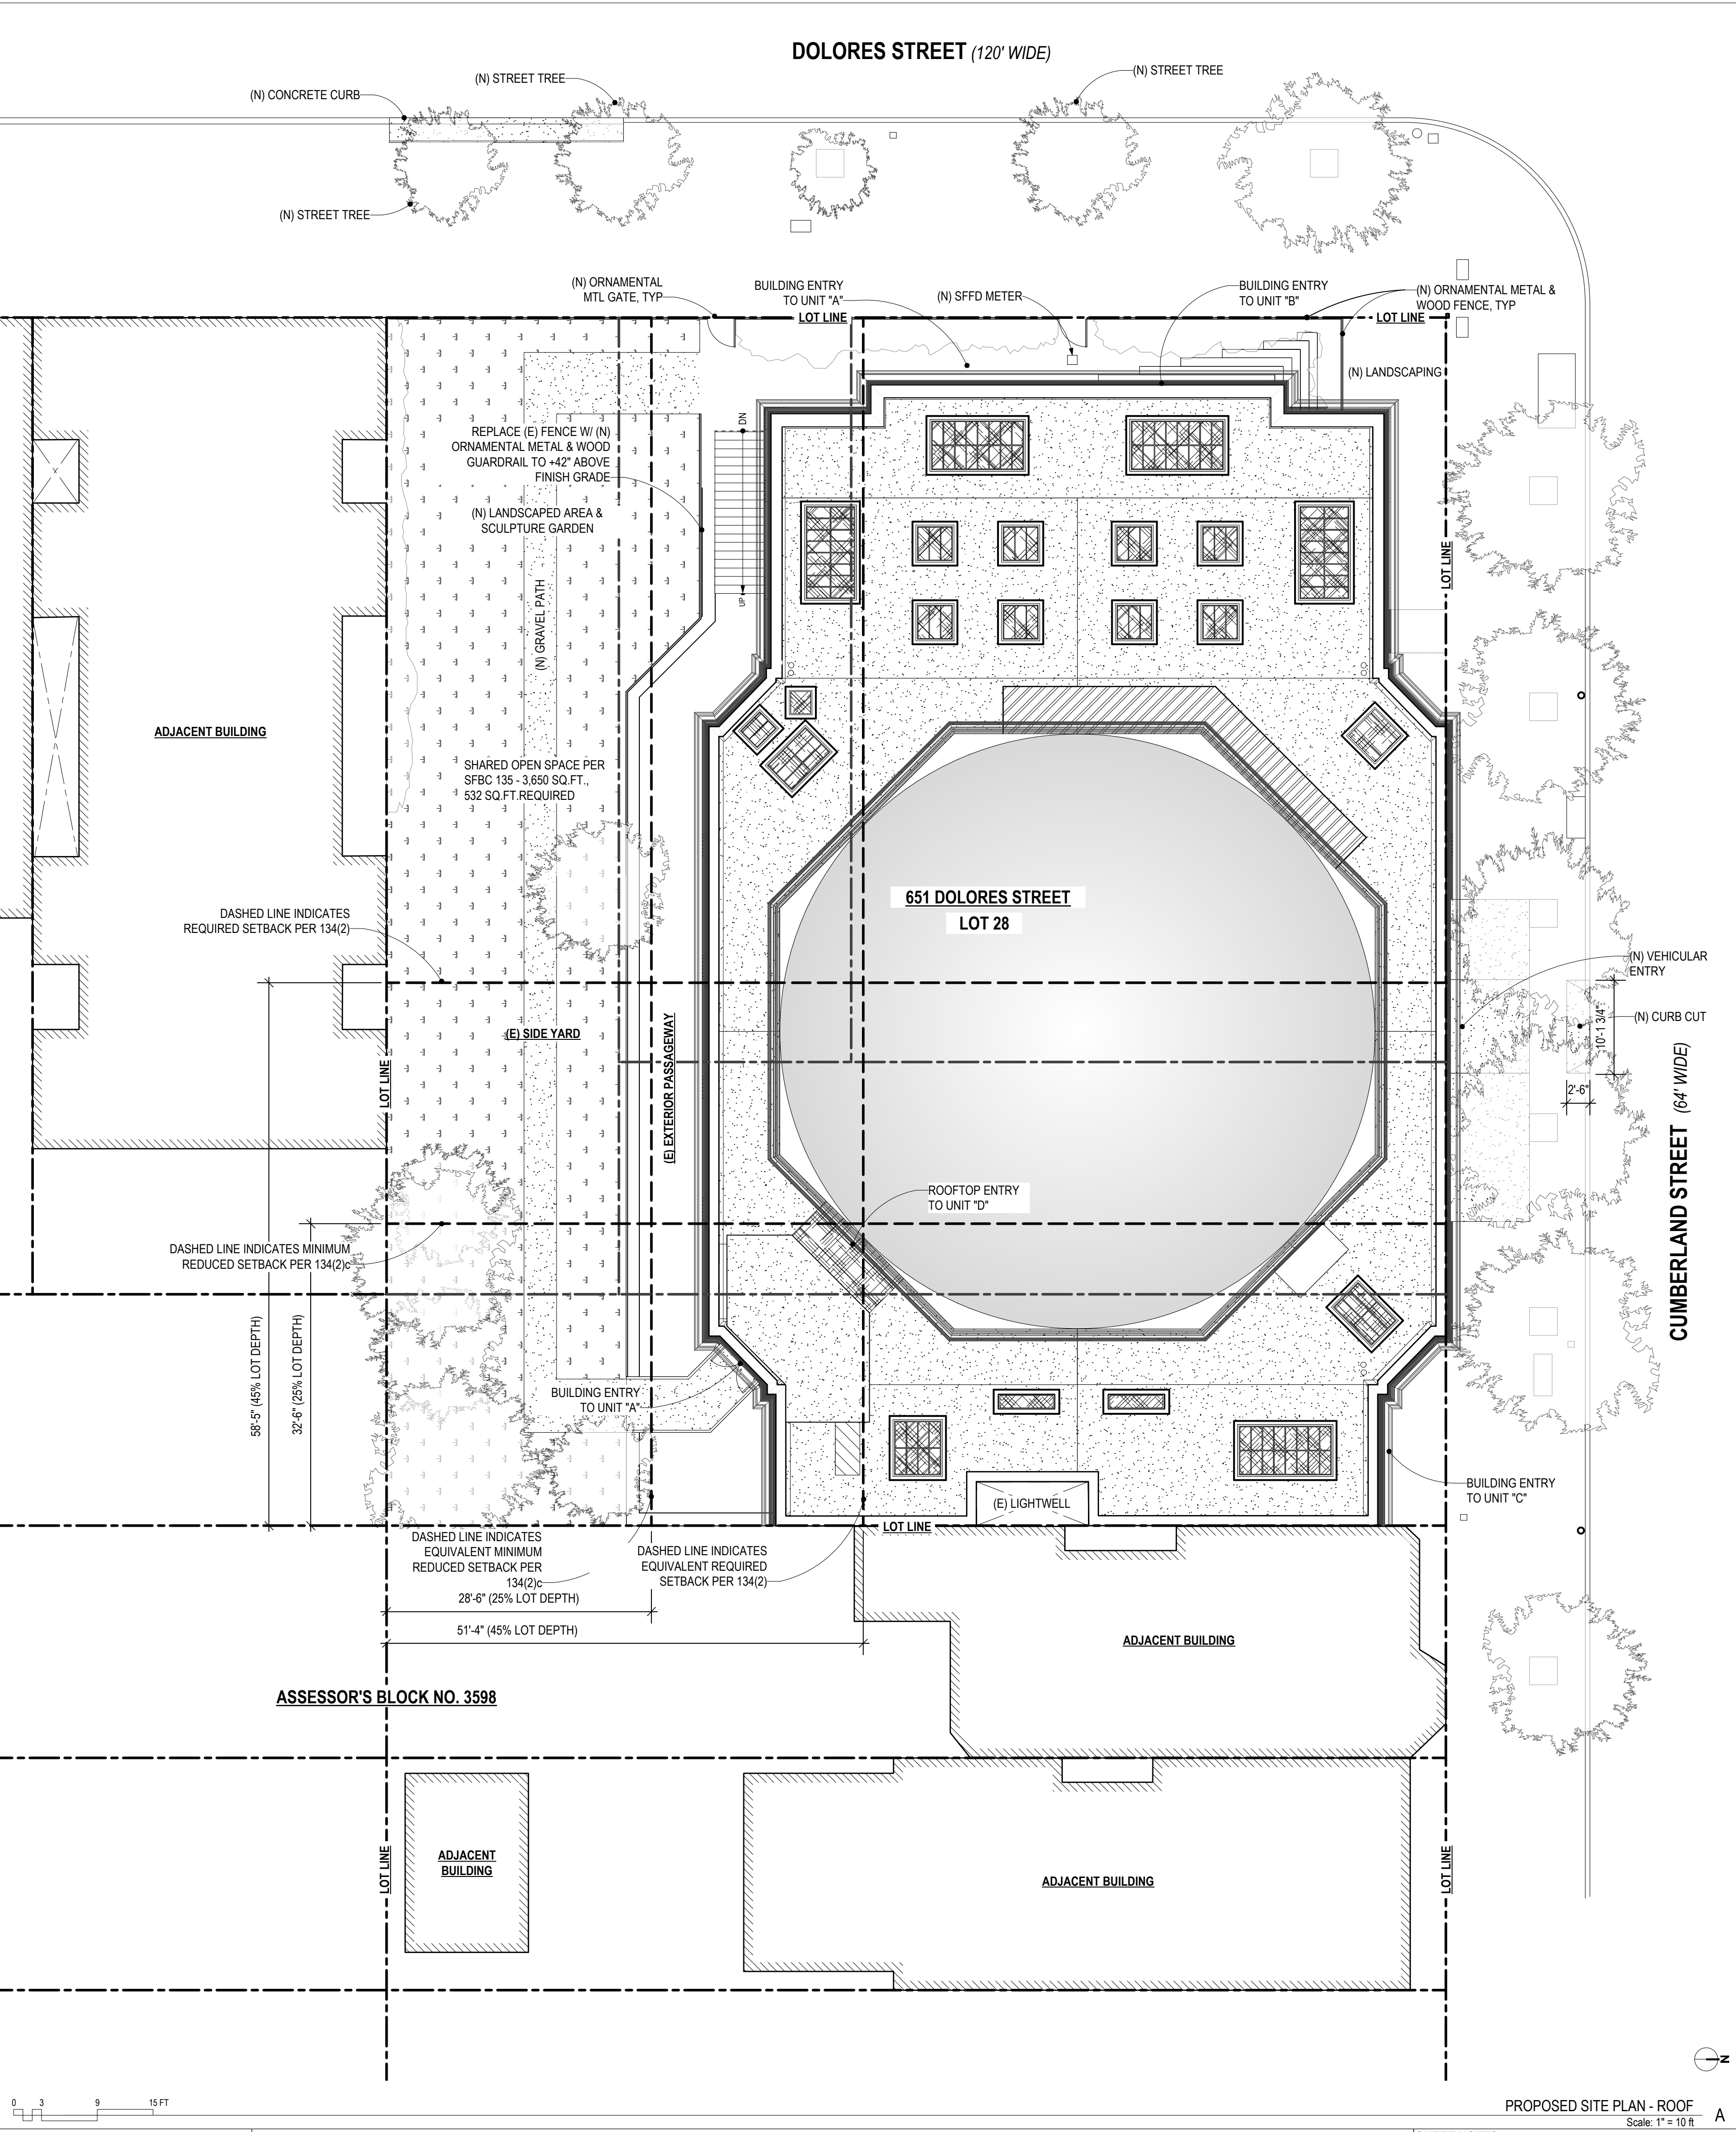 DOLORES STREET (120' WIDE)
(N) STREET TREE
(N) STREET TREE
(N) CONCRETE CURB
(N) STREET TREE
(N) ORNAMENTAL
MTL GATE, TYP
BUILDING ENTRY
TO UNIT "A"
(N) SFFD METER
BUILDING ENTRY
TO UNIT "B"
(N) ORNAMENTAL METAL &
WOOD FENCE, TYP
LOT LINE
LOT LINE
(N) LANDSCAPING
DN
UP
REPLACE (E) FENCE W/ (N)
ORNAMENTAL METAL & WOOD
GUARDRAIL TO +42" ABOVE
FINISH GRADE
(N) LANDSCAPED AREA &
SCULPTURE GARDEN
LOT LINE
(N) GRAVEL PATH
ADJACENT BUILDING
SHARED OPEN SPACE PER
SFBC 135 - 3,650 SQ.FT.,
532 SQ.FT.REQUIRED
651 DOLORES STREET
LOT 28
DASHED LINE INDICATES
REQUIRED SETBACK PER 134(2)
(N) VEHICULAR
ENTRY
(N) CURB CUT
10'-1 3/4"
2'-6"
(E) SIDE YARD
(E) EXTERIOR PASSAGEWAY
LOT LINE
CUMBERLAND STREET (64' WIDE)
ROOFTOP ENTRY
TO UNIT "D"
DASHED LINE INDICATES MINIMUM
REDUCED SETBACK PER 134(2)c
58'-5" (45% LOT DEPTH)
32'-6" (25% LOT DEPTH)
BUILDING ENTRY
TO UNIT "A"
BUILDING ENTRY
TO UNIT "C"
(E) LIGHTWELL
LOT LINE
DASHED LINE INDICATES
EQUIVALENT MINIMUM
REDUCED SETBACK PER
134(2)c
DASHED LINE INDICATES
EQUIVALENT REQUIRED
SETBACK PER 134(2)
28'-6" (25% LOT DEPTH)
51'-4" (45% LOT DEPTH)
ADJACENT BUILDING
ASSESSOR'S BLOCK NO. 3598
LOT LINE
ADJACENT
BUILDING
ADJACENT BUILDING
LOT LINE
N
0 3 9 15 FT
PROPOSED SITE PLAN - ROOF A
Scale: 1" = 10 ft